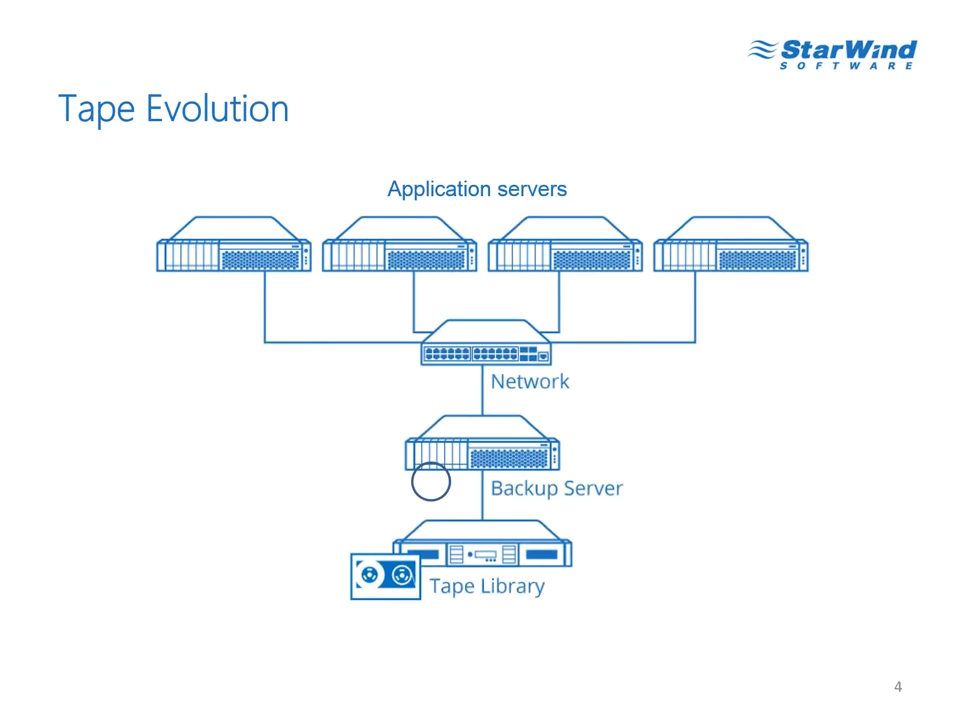 StarWind
SOFTWARE
Tape Evolution
Application servers
Network
Backup Server
Tape Library
4